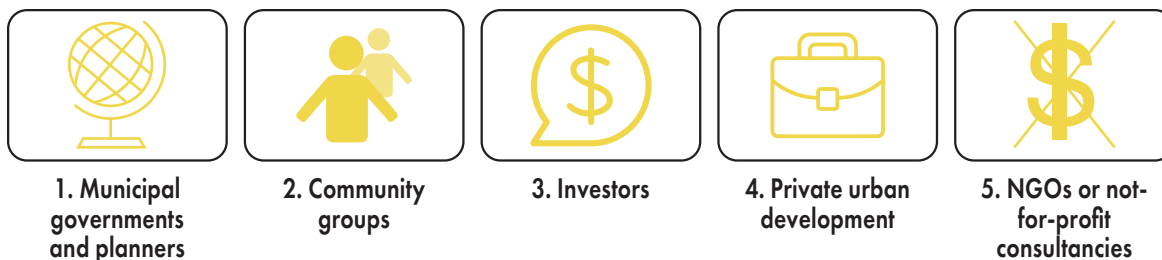 $
$
1. Municipal
governments
and planners
2. Community
groups
3. Investors
4. Private urban
development
5. NGOs or not-
for-profit
consultancies